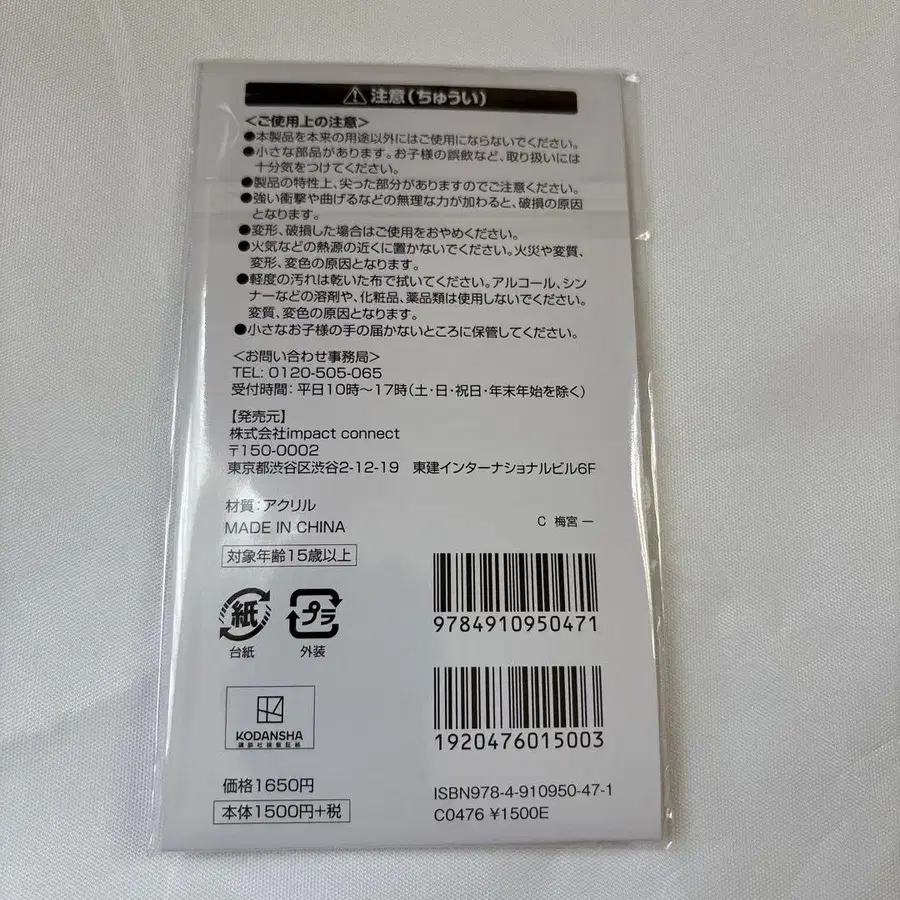 注意(ちゅうい)
<ご使用上の注意>
●本製品を本来の用途以外にはご使用にならないでください。
●小さな部品があります。お子様の誤飲など、取り扱いには
十分気をつけてください。
●製品の特性上、尖った部分がありますのでご注意ください。
●強い衝撃や曲げるなどの無理な力が加わると、破損の原因
となります。
●変形、破損した場合はご使用をおやめください。
●火気などの熱源の近くに置かないでください。火災や変質、
変形、変色の原因となります。
●軽度の汚れは乾いた布で拭いてください。アルコール、シン
ナーなどの溶剤や、化粧品、薬品類は使用しないでください。
変質、変色の原因となります。
●小さなお子様の手の届かないところに保管してください。
<お問い合わせ事務局>
TEL: 0120-505-065
受付時間: 平日10時〜17時(土・日・祝日・年末年始を除く)
【発売元】
株式会社impact connect
〒150-0002
東京都渋谷区渋谷2-12-19 東建インターナショナルビル6F
材質:アクリル
MADE IN CHINA
C 梅宮 一
対象年齢15歳以上
紙
台紙
プラ
外装
9784910950471
1920476015003
KODANSHA
講談社検査証紙
価格1650円
本体1500円+税
ISBN978-4-910950-47-1
C0476 ¥1500E